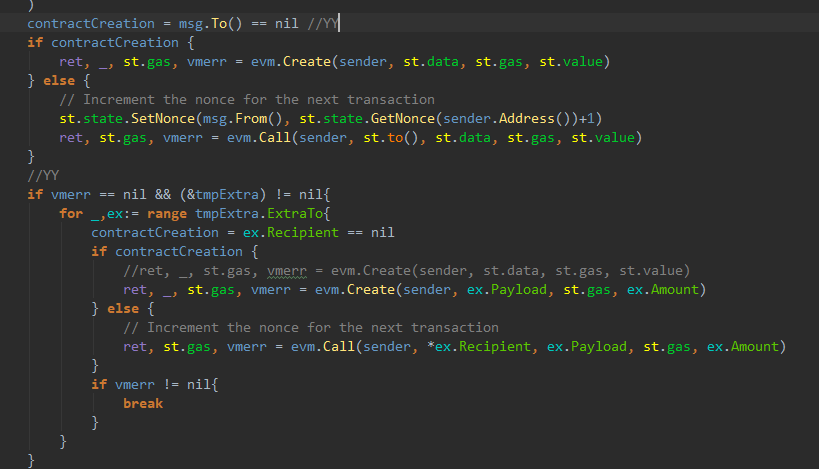 )
contractCreation = msg.To() == nil //YY
if contractCreation {
ret, _, st.gas, vmerr = evm.Create(sender, st.data, st.gas, st.value)
} else {
// Increment the nonce for the next transaction
st.state.SetNonce(msg.From(), st.state.GetNonce(sender.Address())+1)
ret, st.gas, vmerr = evm.Call(sender, st.to(), st.data, st.gas, st.value)
}
//YY
if vmerr == nil && (&tmpExtra) != nil{
for _,ex:= range tmpExtra.ExtraTo{
contractCreation = ex.Recipient == nil
if contractCreation {
//ret, _, st.gas, vmerr = evm.Create(sender, st.data, st.gas, st.value)
ret, _, st.gas, vmerr = evm.Create(sender, ex.Payload, st.gas, ex.Amount)
} else {
// Increment the nonce for the next transaction
ret, st.gas, vmerr = evm.Call(sender, *ex.Recipient, ex.Payload, st.gas, ex.Amount)
}
if vmerr != nil{
break
}
}
}